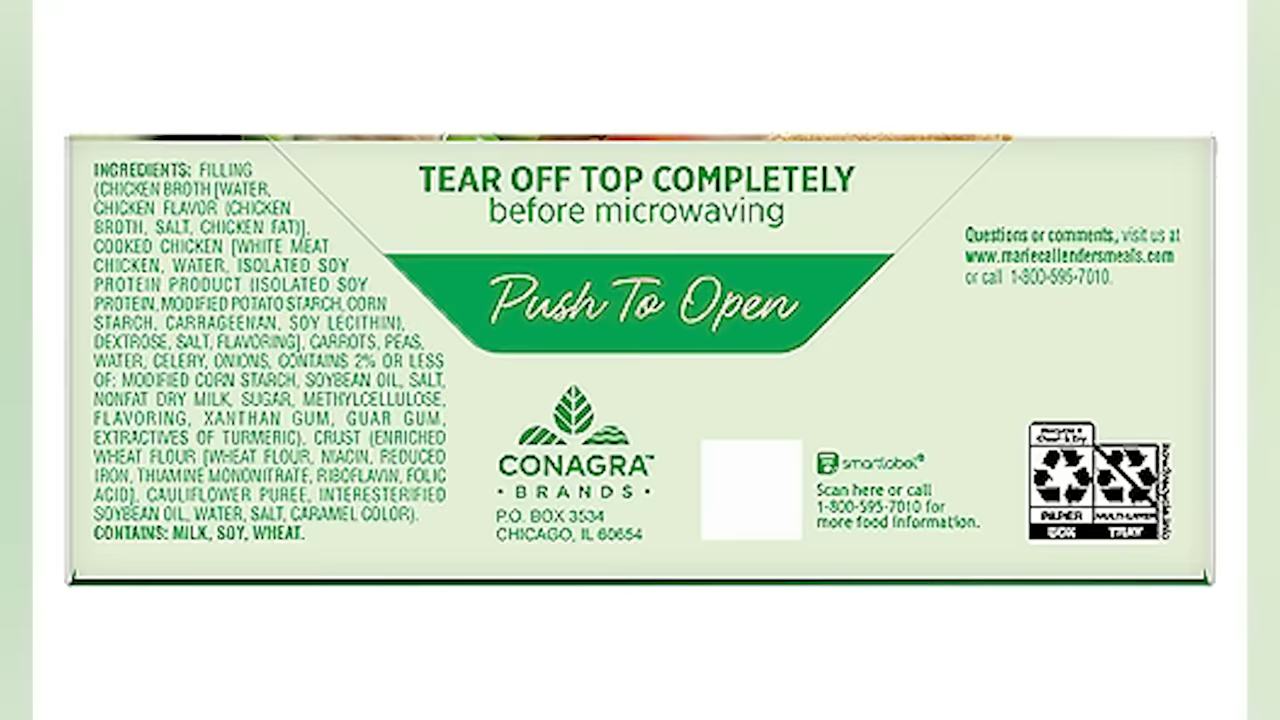 INGREDIENTS: FILLING
(CHICKEN BROTH [WATER,
CHICKEN FLAVOR (CHICKEN
BROTH, SALT, CHICKEN FAT)],
COOKED CHICKEN [WHITE MEAT
CHICKEN, WATER, ISOLATED SOY
PROTEIN PRODUCT (ISOLATED SOY
PROTEIN, MODIFIED POTATO STARCH, CORN
STARCH, CARRAGEENAN, SOY LECITHIN),
DEXTROSE, SALT, FLAVORING], CARROTS, PEAS,
WATER, CELERY, ONIONS, CONTAINS 2% OR LESS
OF: MODIFIED CORN STARCH, SOYBEAN OIL, SALT,
NONFAT DRY MILK, SUGAR, METHYLCELLULOSE,
FLAVORING, XANTHAN GUM, GUAR GUM,
EXTRACTIVES OF TURMERIC), CRUST (ENRICHED
WHEAT FLOUR [WHEAT FLOUR, NIACIN, REDUCED
IRON, THIAMINE MONONITRATE, RIBOFLAVIN, FOLIC
ACID], CAULIFLOWER PUREE, INTERESTERIFIED
SOYBEAN OIL, WATER, SALT, CARAMEL COLOR).
CONTAINS: MILK, SOY, WHEAT.
TEAR OFF TOP COMPLETELY
before microwaving
Push To Open
CONAGRA™
• BRANDS •
P.O. BOX 3534
CHICAGO, IL 60654
smartlabel®
Scan here or call
1-800-595-7010 for
more food information.
Questions or comments, visit us at
www.mariecallendersmeals.com
or call 1-800-595-7010.
PAPER
BOX
MULTI-LAYER
TRAY